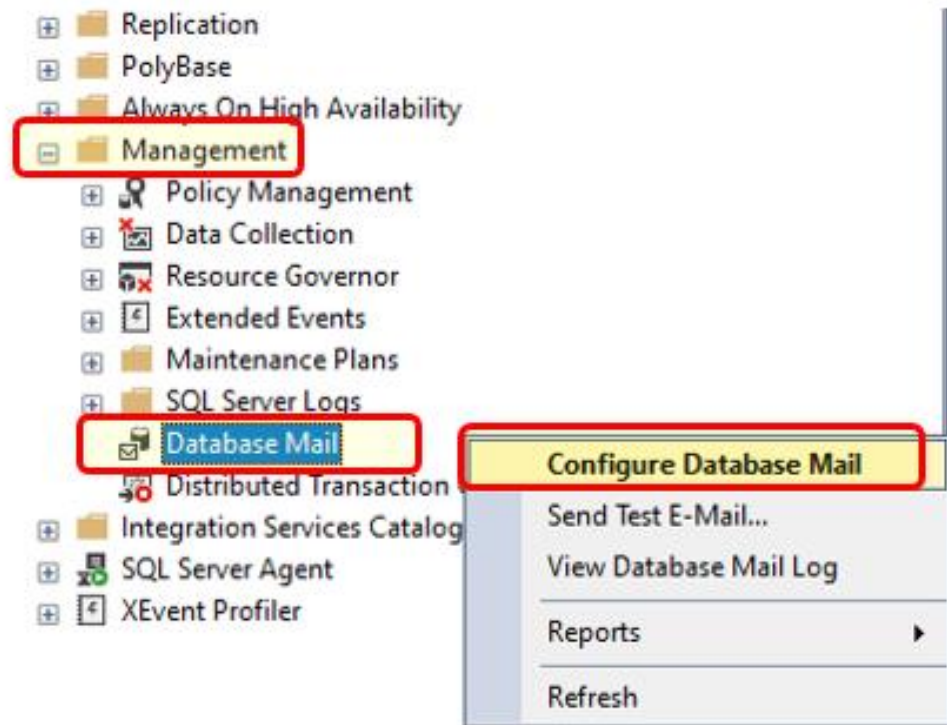 Replication
PolyBase
Always On High Availability
Management
Policy Management
Data Collection
Resource Governor
Extended Events
Maintenance Plans
SQL Server Logs
Database Mail
Distributed Transaction
Integration Services Catalog
SQL Server Agent
XEvent Profiler
Configure Database Mail
Send Test E-Mail...
View Database Mail Log
Reports
Refresh